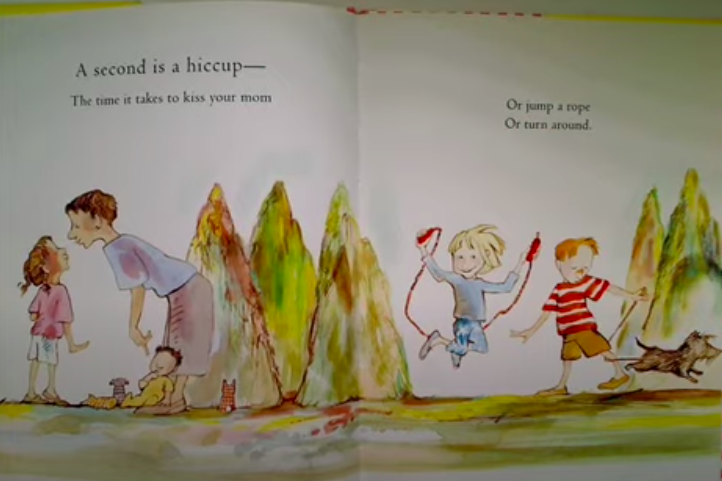 A second is a hiccup—
The time it takes to kiss your mom
Or jump a rope
Or turn around.